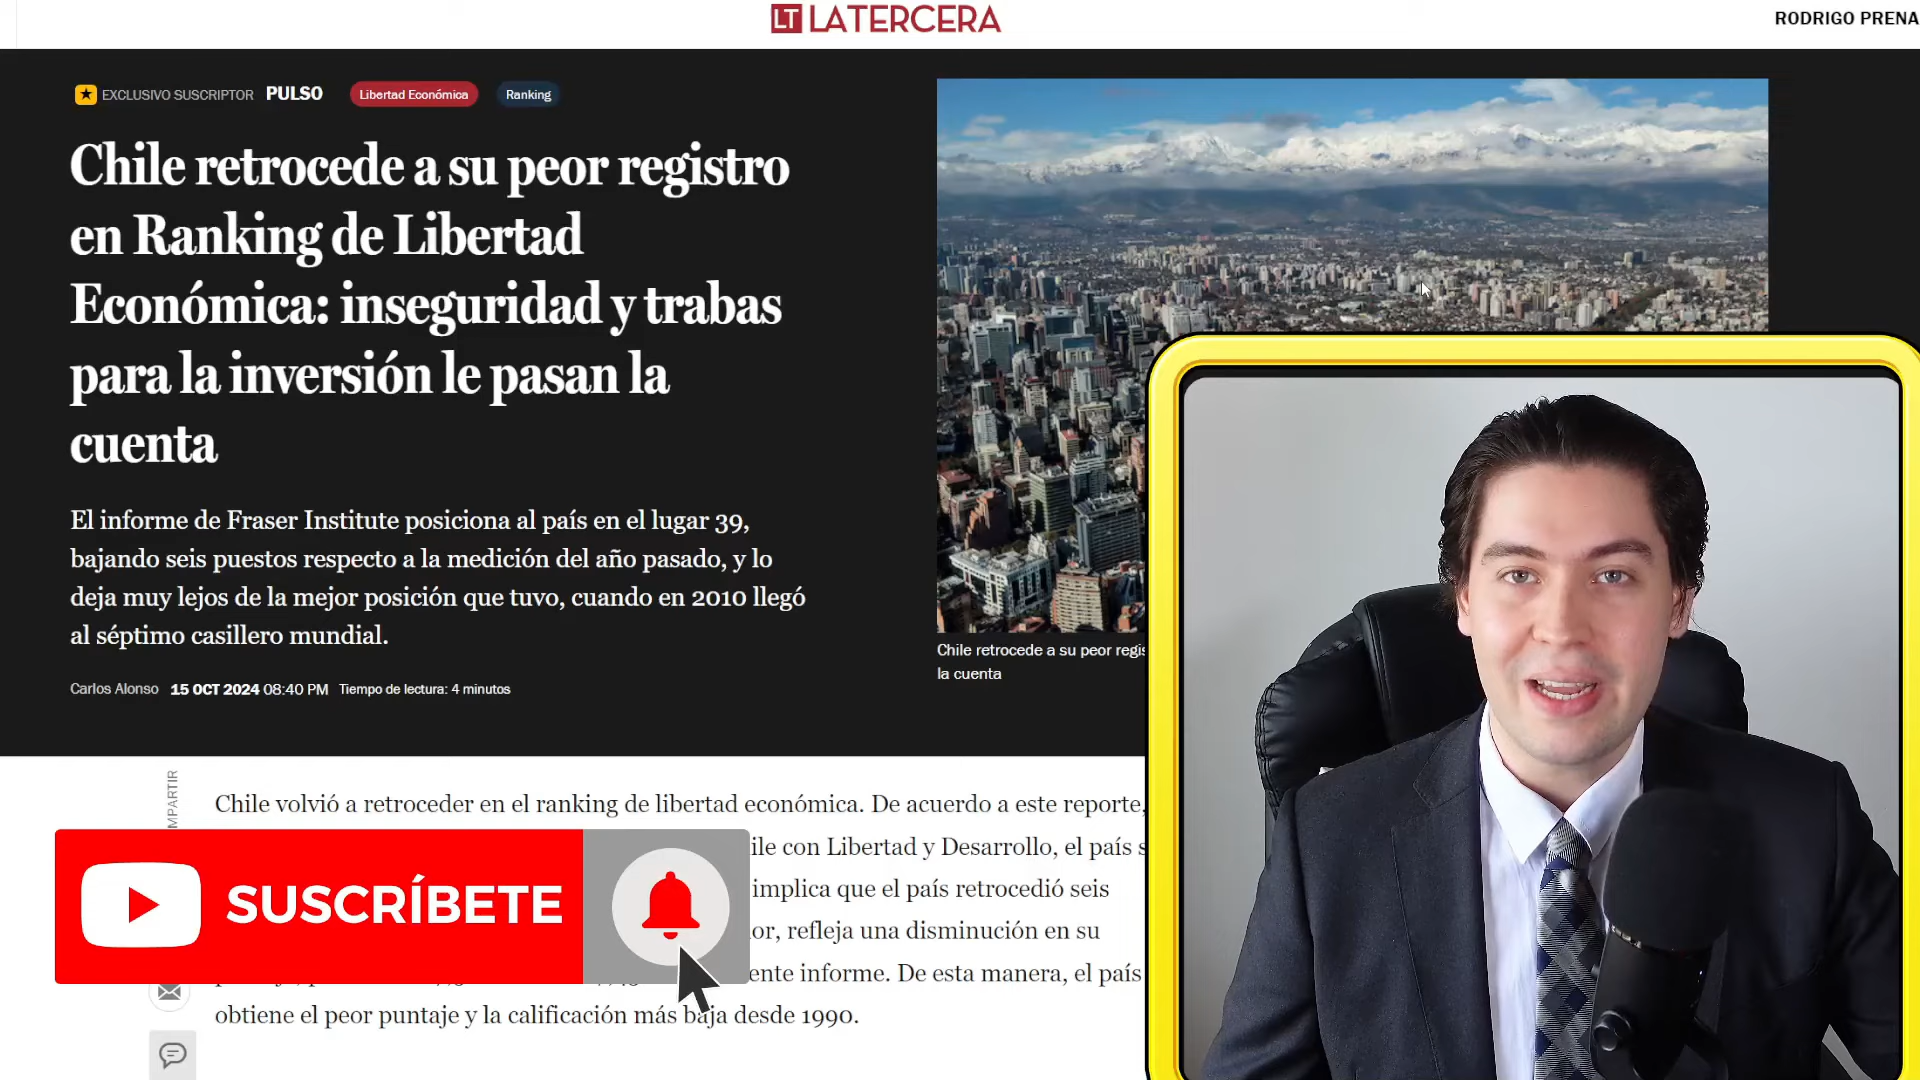 LT LATERCERA
RODRIGO PRENA
EXCLUSIVO SUSCRIPTOR PULSO Libertad Económica Ranking
Chile retrocede a su peor registro
en Ranking de Libertad
Económica: inseguridad y trabas
para la inversión le pasan la
cuenta
El informe de Fraser Institute posiciona al país en el lugar 39,
bajando seis puestos respecto a la medición del año pasado, y lo
deja muy lejos de la mejor posición que tuvo, cuando en 2010 llegó
al séptimo casillero mundial.
Carlos Alonso 15 OCT 2024 08:40 PM Tiempo de lectura: 4 minutos
Chile retrocede a su peor regis
la cuenta
MPARTIR
Chile volvió a retroceder en el ranking de libertad económica. De acuerdo a este reporte,
ile con Libertad y Desarrollo, el país s
implica que el país retrocedió seis
or, refleja una disminución en su
ente informe. De esta manera, el país
obtiene el peor puntaje y la calificación más baja desde 1990.
SUSCRÍBETE